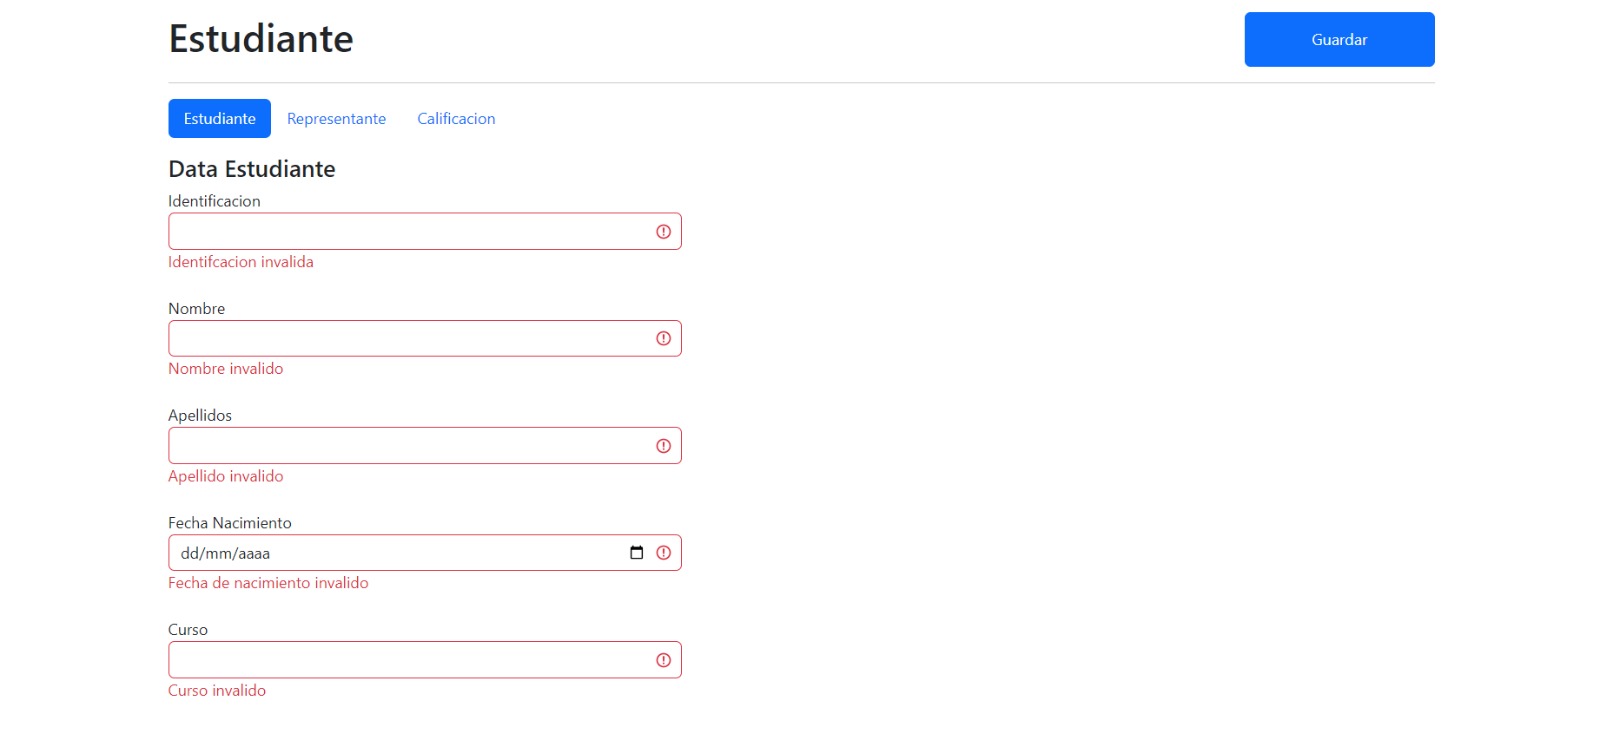 Estudiante
Guardar
Estudiante Representante Calificacion
Data Estudiante
Identificacion
Identifcacion invalida
Nombre
Nombre invalido
Apellidos
Apellido invalido
Fecha Nacimiento
dd/mm/aaaa
Fecha de nacimiento invalido
Curso
Curso invalido